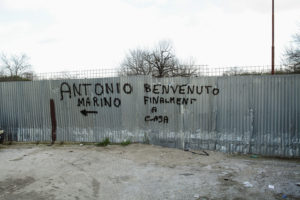 ANTONIO BENVENUTO
MARINO FINALMENT
A
CASA